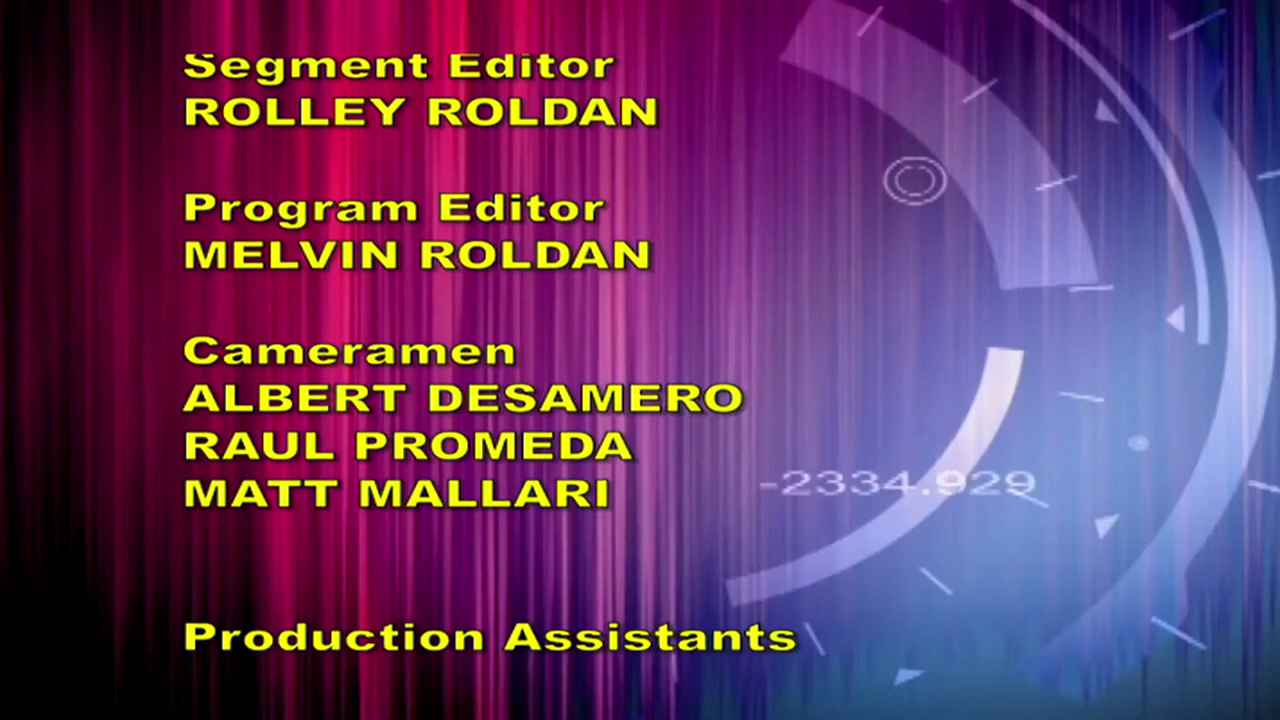 Segment Editor
ROLLEY ROLDAN
Program Editor
MELVIN ROLDAN
Cameramen
ALBERT DESAMERO
RAUL PROMEDA
MATT MALLARI
-2334.929
Production Assistants